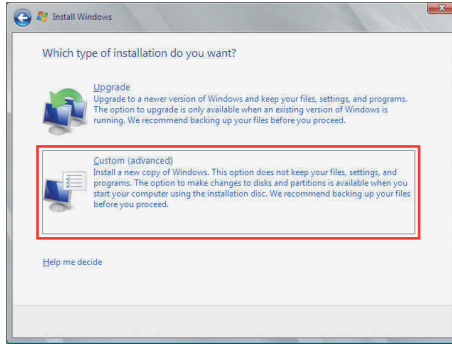 Install Windows
Which type of installation do you want?
Upgrade
Upgrade to a newer version of Windows and keep your files, settings, and programs.
The option to upgrade is only available when an existing version of Windows is
running. We recommend backing up your files before you proceed.
Custom (advanced)
Install a new copy of Windows. This option does not keep your files, settings, and
programs. The option to make changes to disks and partitions is available when you
start your computer using the installation disc. We recommend backing up your files
before you proceed.
Help me decide